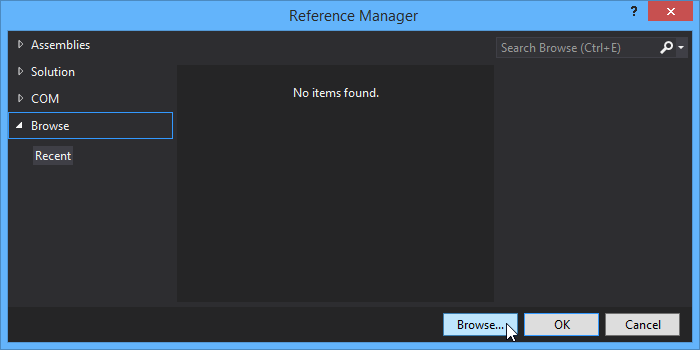 Reference Manager
?
Assemblies
Search Browse (Ctrl+E)
Solution
COM
No items found.
Browse
Recent
Browse...
OK
Cancel